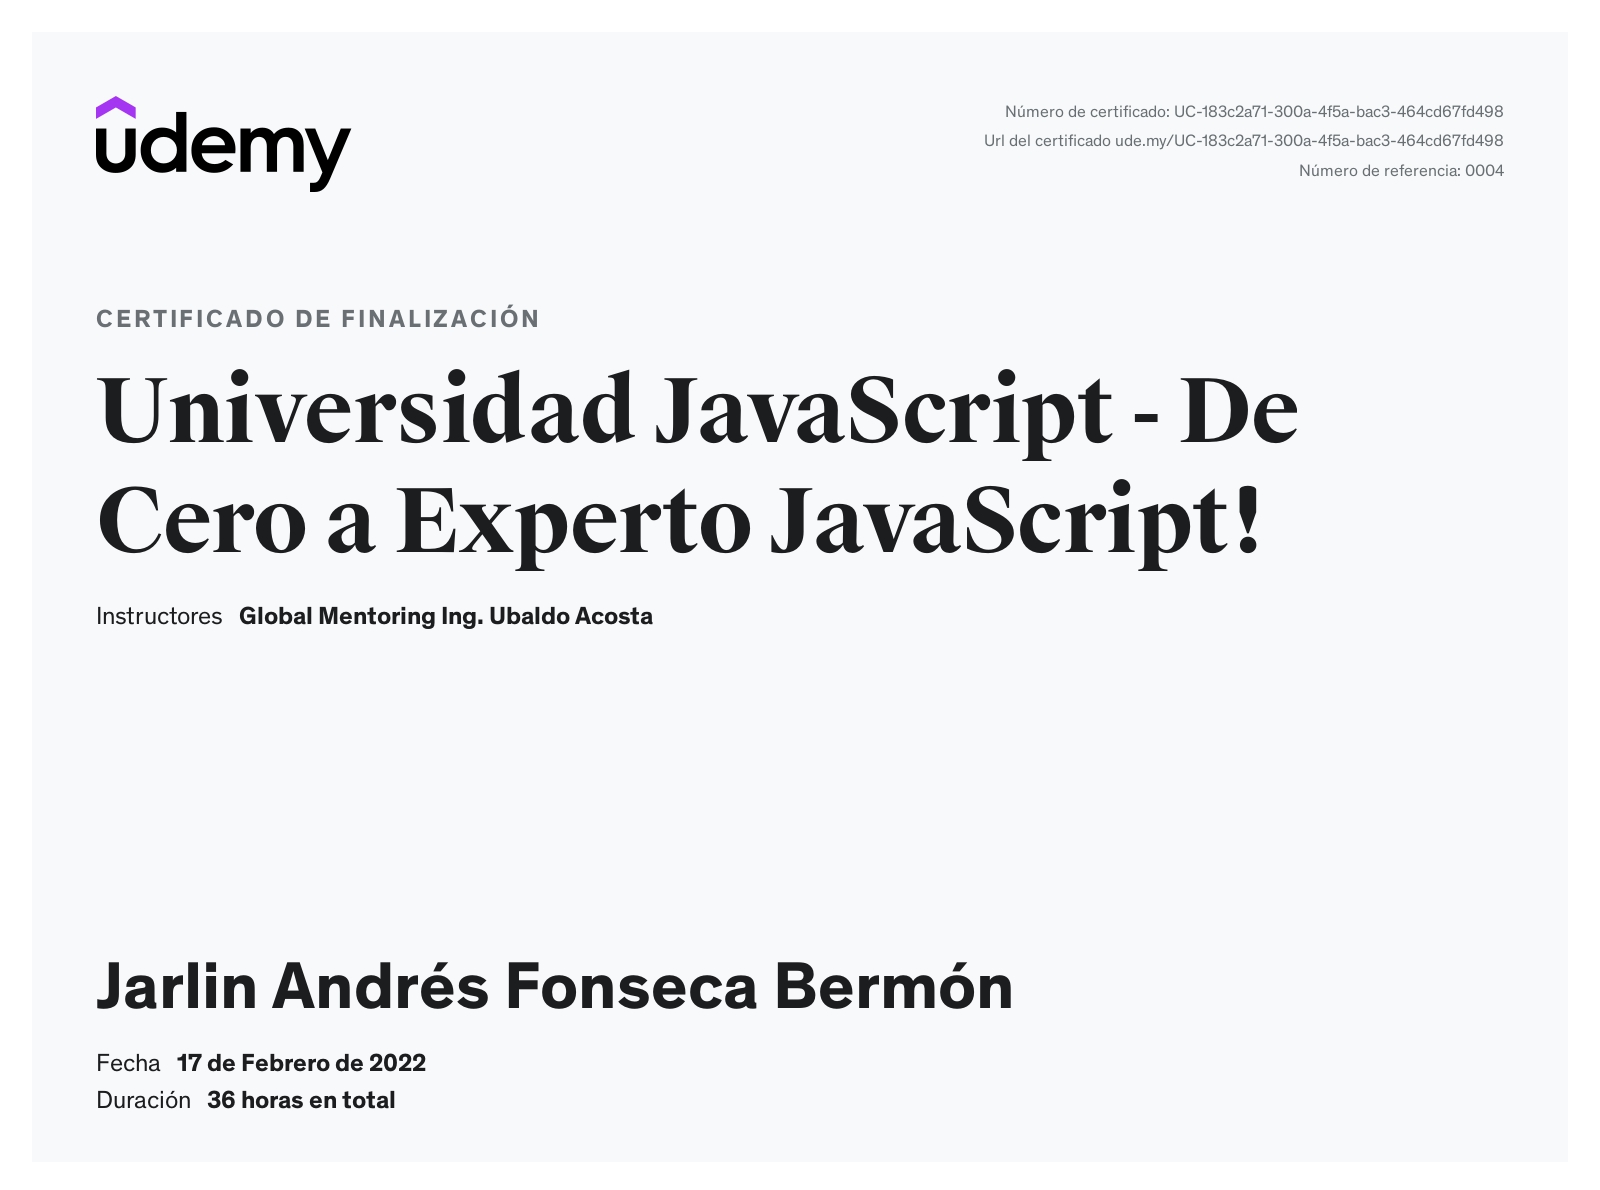 udemy
Número de certificado: UC-183c2a71-300a-4f5a-bac3-464cd67fd498
Url del certificado ude.my/UC-183c2a71-300a-4f5a-bac3-464cd67fd498
Número de referencia: 0004
CERTIFICADO DE FINALIZACIÓN
Universidad JavaScript - De
Cero a Experto JavaScript!
Instructores Global Mentoring Ing. Ubaldo Acosta
Jarlin Andrés Fonseca Bermón
Fecha 17 de Febrero de 2022
Duración 36 horas en total